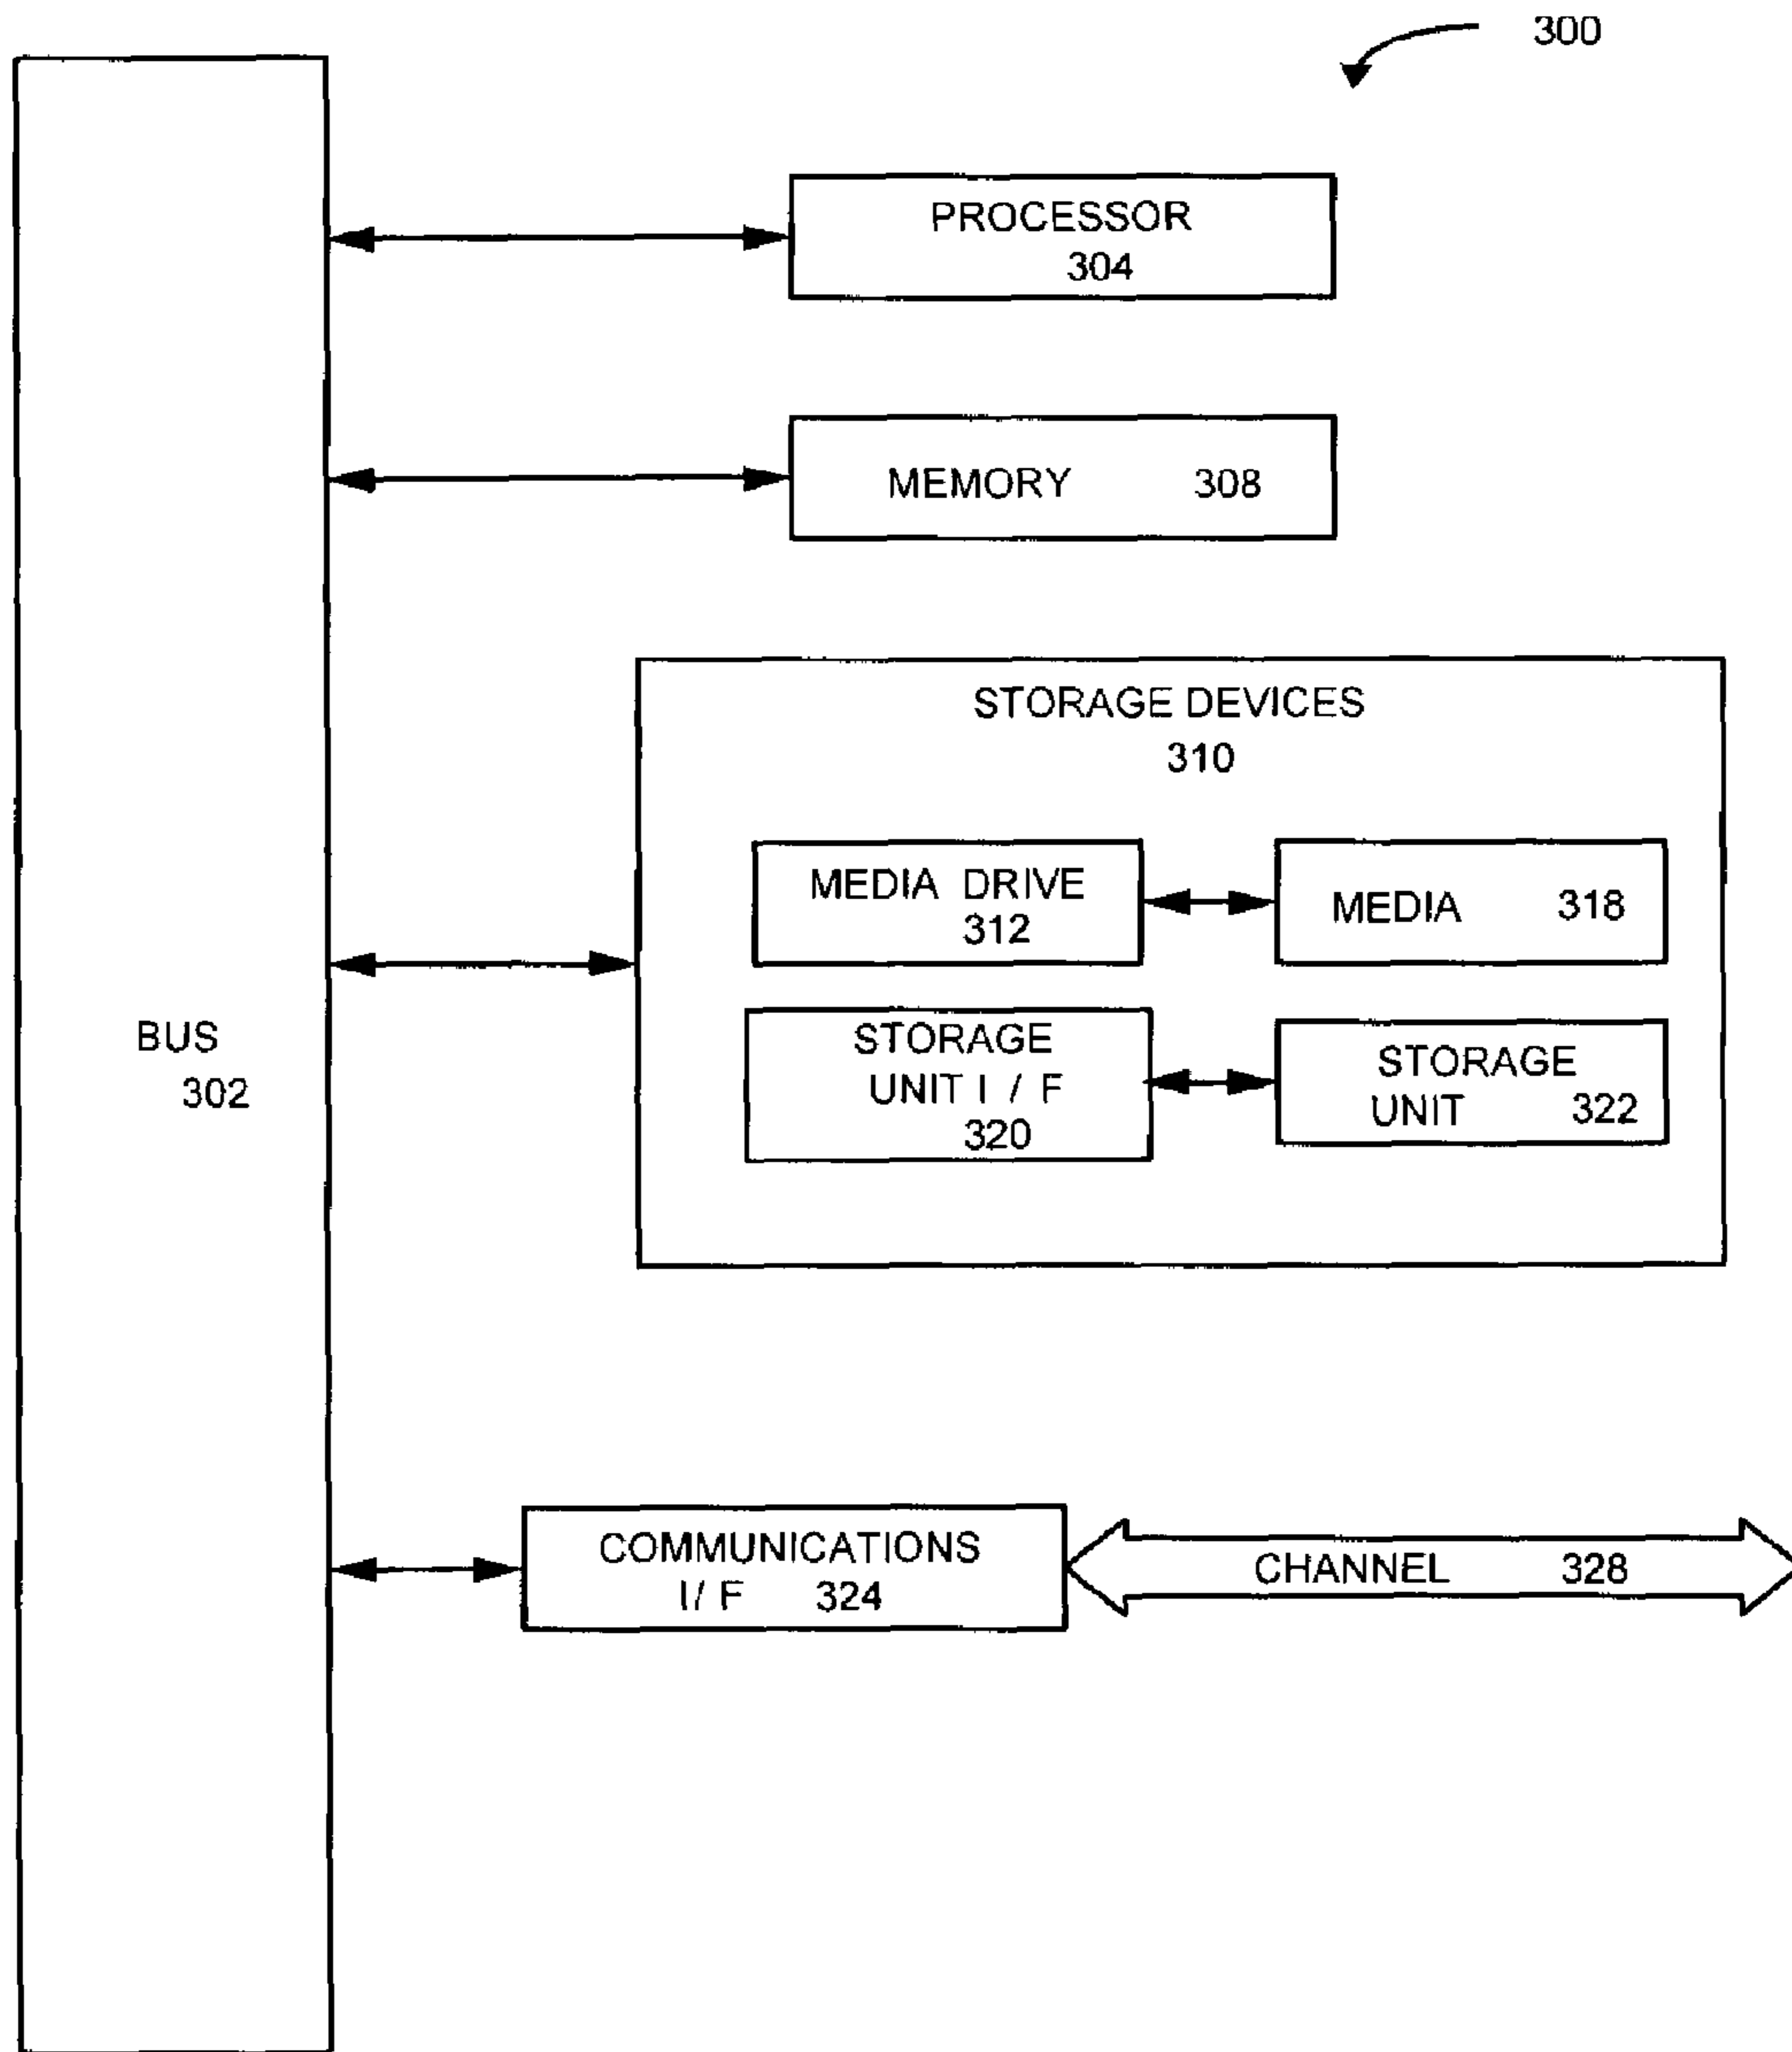 300
PROCESSOR
304
MEMORY 308
STORAGE DEVICES
310
MEDIA DRIVE
312
MEDIA 318
STORAGE
UNIT I / F
320
STORAGE
UNIT 322
BUS
302
COMMUNICATIONS
I/ F 324
CHANNEL 328